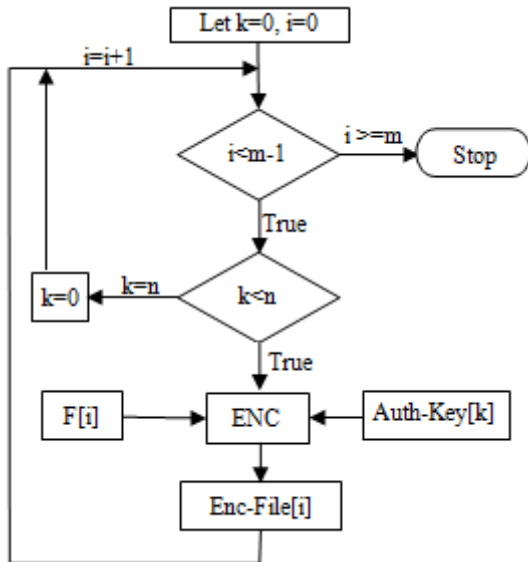 Let k=0, i=0
i=i+1
i<m-1
i >=m
Stop
True
k=0
k=n
k<n
True
F[i]
ENC
Auth-Key[k]
Enc-File[i]